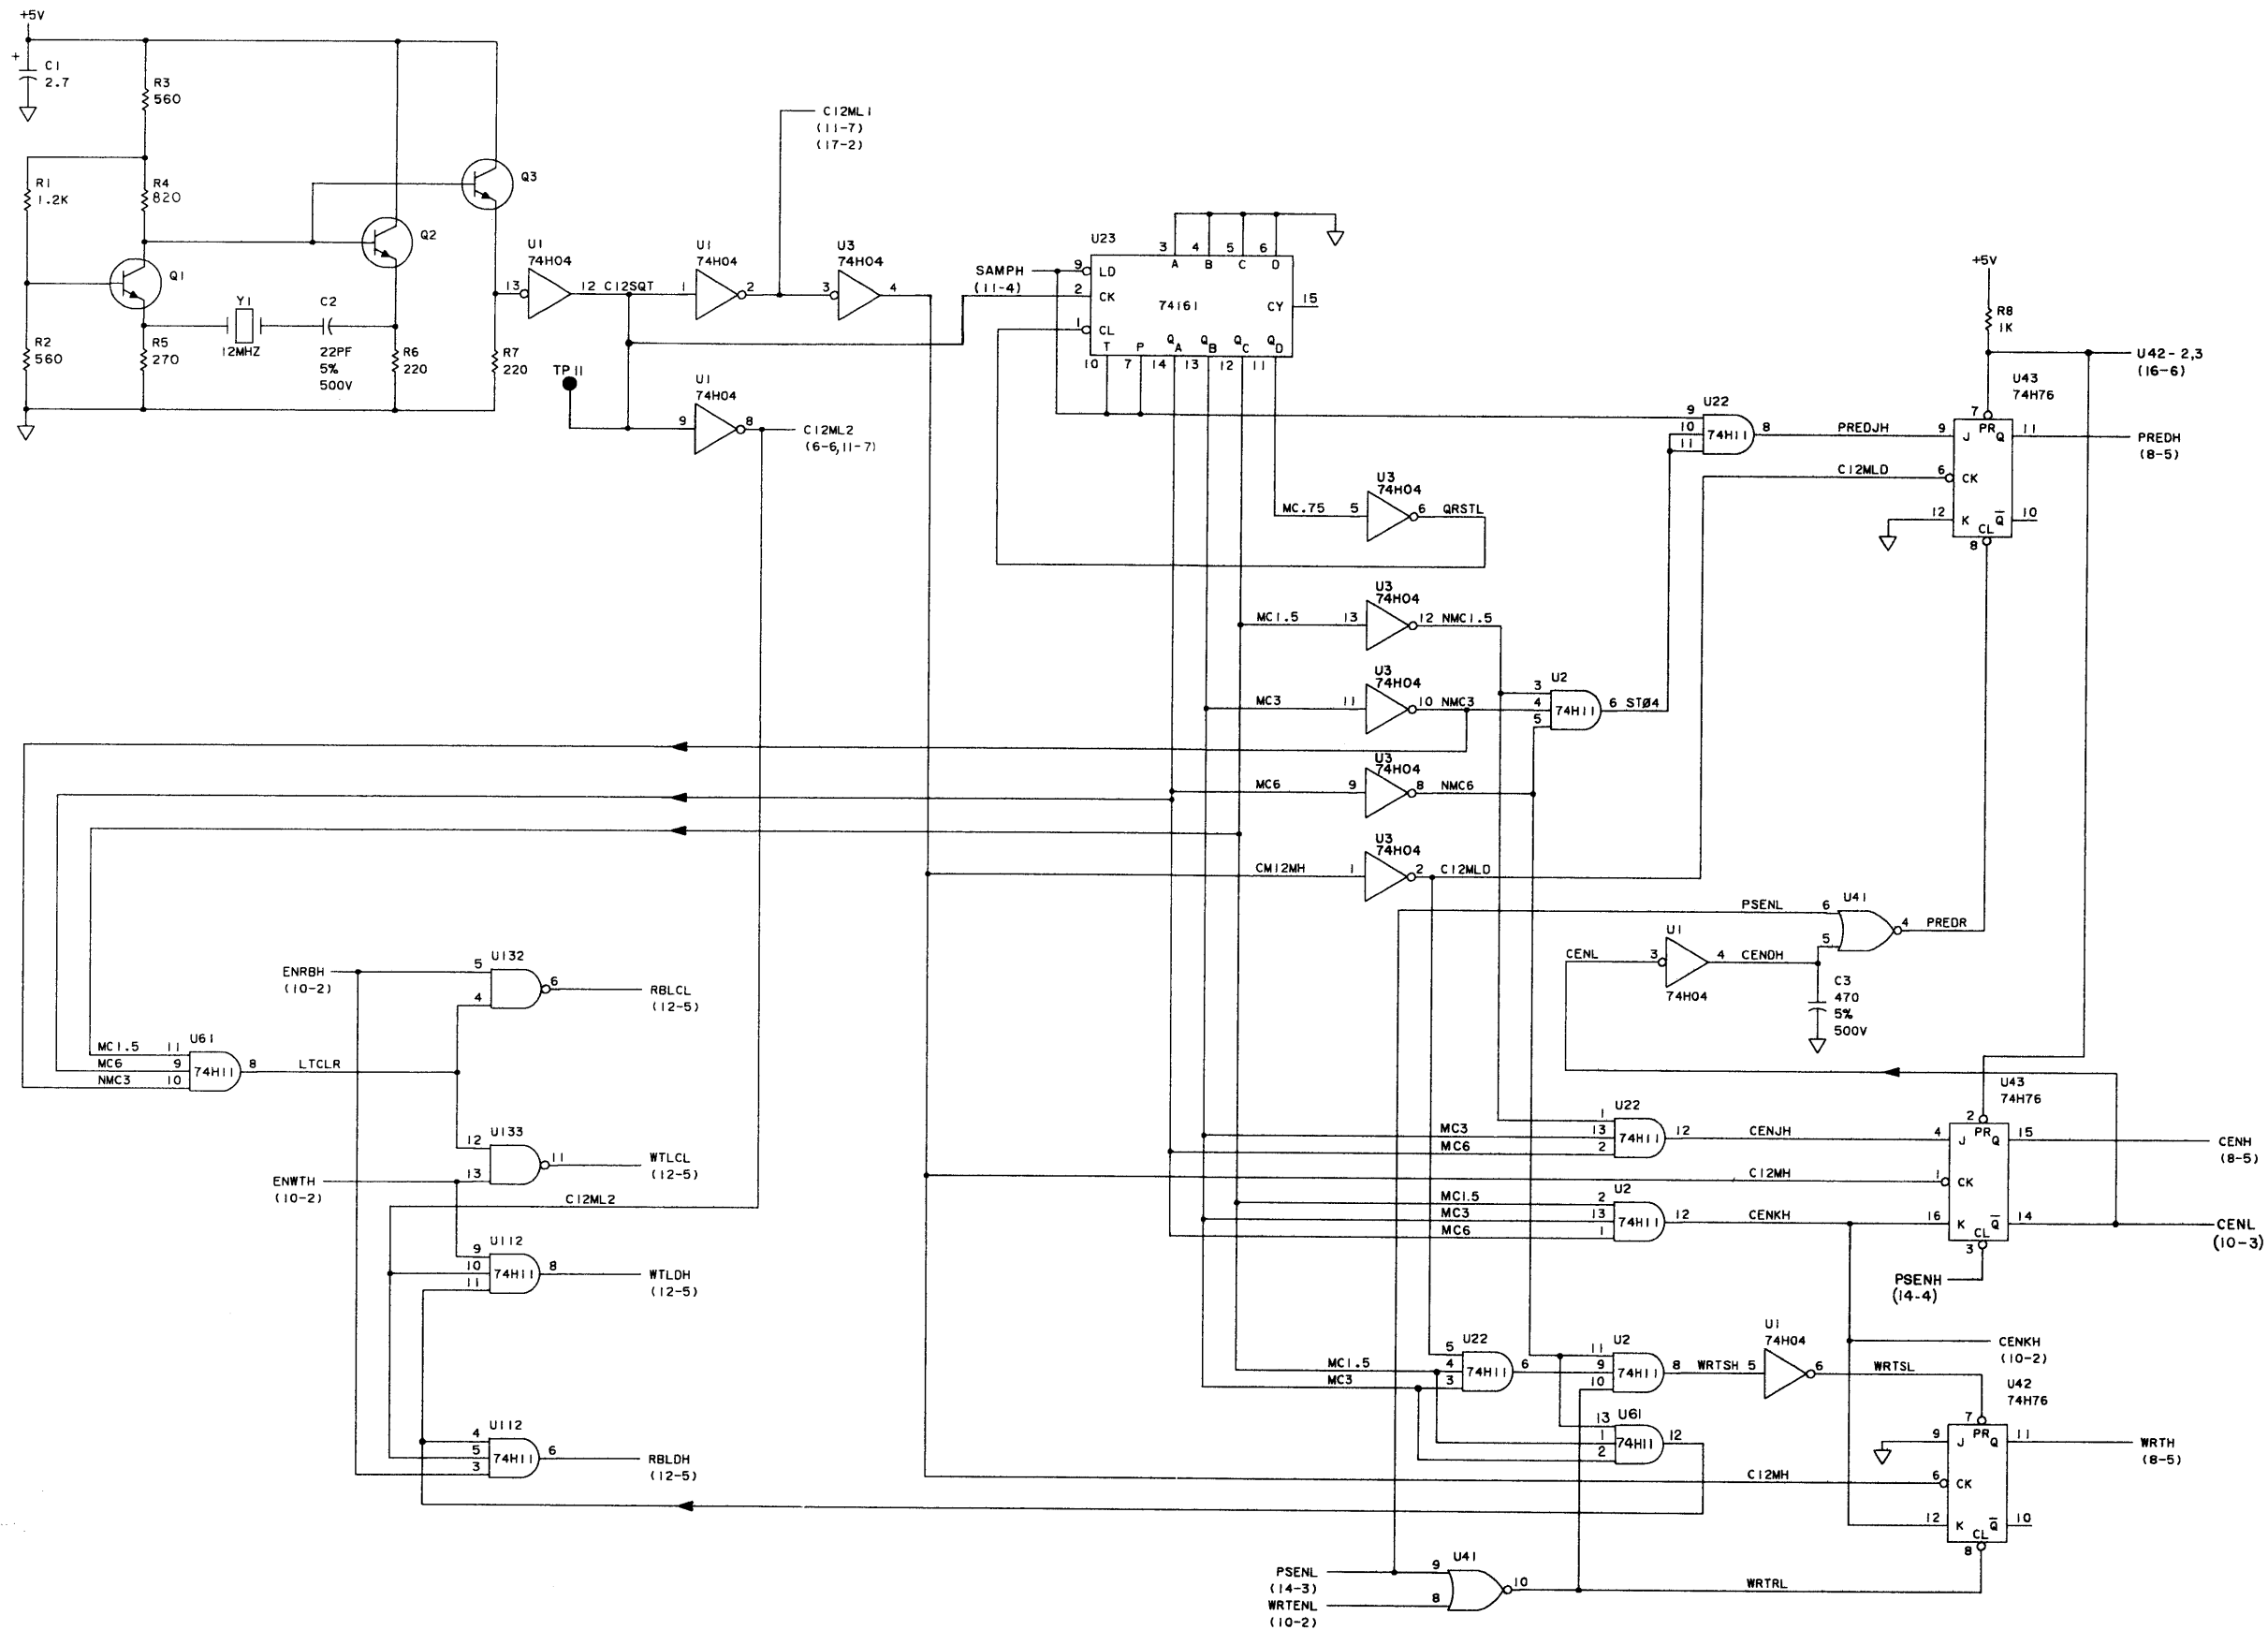 +5V
+
C1
2.7
R3
560
R1
1.2K
R4
820
Q3
Q2
Q1
Y1
12MHZ
C2
22PF
5%
500V
R2
560
R5
270
R6
220
R7
220
U1
74H04
13
12
C12SQT
U1
74H04
1
2
C12ML1
(11-7)
(17-2)
U3
74H04
3
4
TP11
U1
74H04
9
8
C12ML2
(6-6,11-7)
U23
3
4
5
6
A
B
C
D
SAMPH
(11-4)
9
LD
2
CK
74161
CY
15
1
CL
T
P
QA
QB
QC
QD
10
7
14
13
12
11
+5V
R8
1K
U42-2,3
(16-6)
U43
74H76
U22
9
10
11
74H11
8
PREDJH
7
9
J
PR
Q
11
PREDH
(8-5)
C12MLD
6
CK
12
K
CL
Q
10
8
U3
74H04
MC.75
5
6
QRSTL
U3
74H04
MC1.5
13
12
NMC1.5
U3
74H04
MC3
11
10
NMC3
U2
3
4
5
74H11
6
STØ4
U3
74H04
MC6
9
8
NMC6
U3
74H04
CM12MH
1
2
C12MLD
PSENL
6
U41
5
4
PREDR
U1
CENL
3
4
CENDH
74H04
C3
470
5%
500V
ENRBH
(10-2)
U132
5
4
6
RBLCL
(12-5)
U61
MC1.5
11
MC6
9
NMC3
10
74H11
8
LTCLR
U133
12
13
11
WTLCL
(12-5)
ENWTH
(10-2)
C12ML2
U112
9
10
11
74H11
8
WTLDH
(12-5)
U112
4
5
3
74H11
6
RBLDH
(12-5)
U22
1
MC3
13
MC6
2
74H11
12
CENJH
U43
74H76
2
4
J
PR
Q
15
CENH
(8-5)
C12MH
1
CK
U2
MC1.5
2
MC3
13
MC6
1
74H11
12
CENKH
16
K
CL
Q
14
CENL
(10-3)
3
PSENH
(14-4)
CENKH
(10-2)
U22
5
MC1.5
4
MC3
3
74H11
6
U2
11
9
10
74H11
8
WRTSH
U1
74H04
5
6
WRTSL
U42
74H76
U61
13
1
2
74H11
12
7
9
J
PR
Q
11
WRTH
(8-5)
C12MH
6
CK
12
K
CL
Q
10
8
PSENL
(14-3)
WRTENL
(10-2)
9
8
U41
10
WRTRL